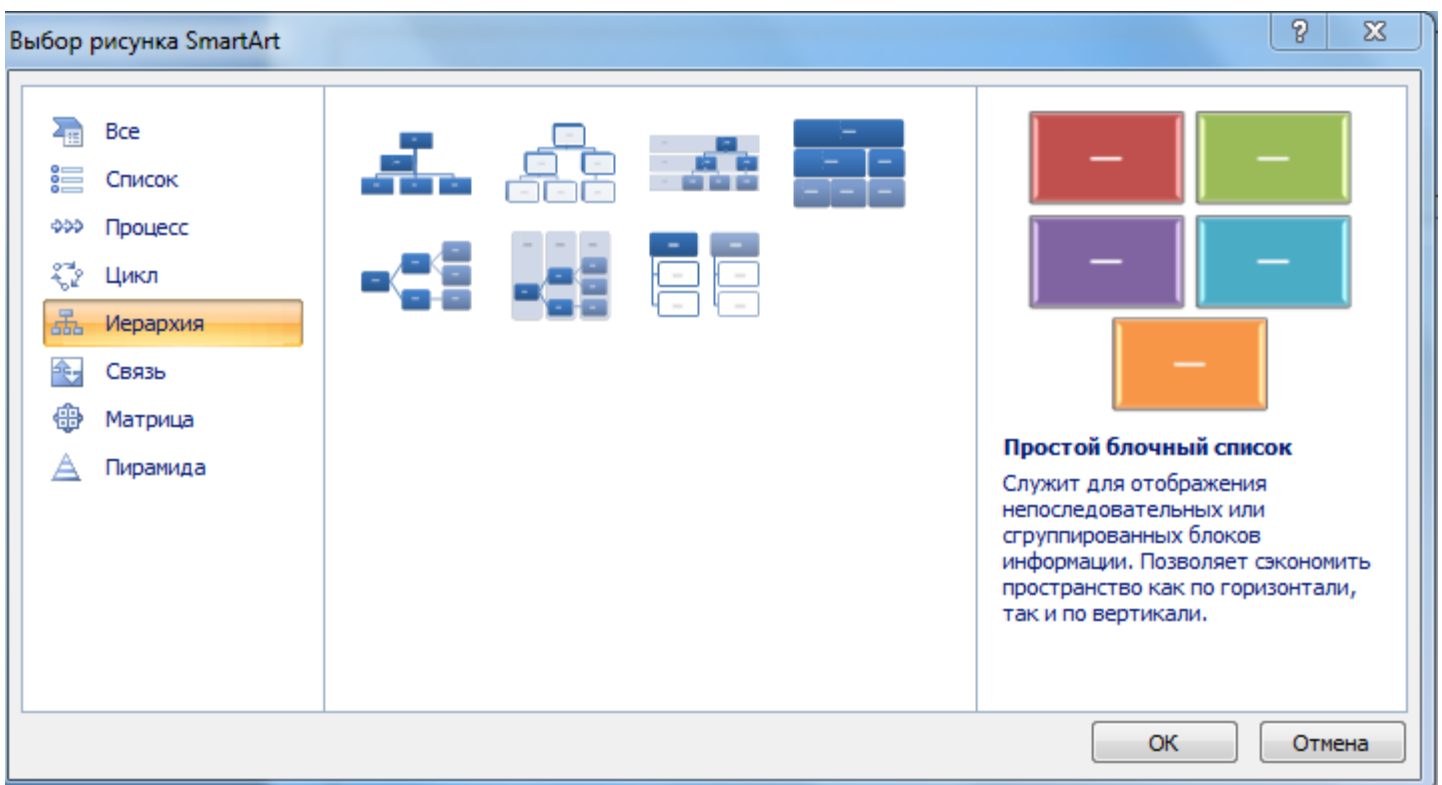 Выбор рисунка SmartArt
Все
Список
Процесс
Цикл
Иерархия
Связь
Матрица
Пирамида
Простой блочный список
Служит для отображения
непоследовательных или
сгруппированных блоков
информации. Позволяет сэкономить
пространство как по горизонтали,
так и по вертикали.
ОК
Отмена